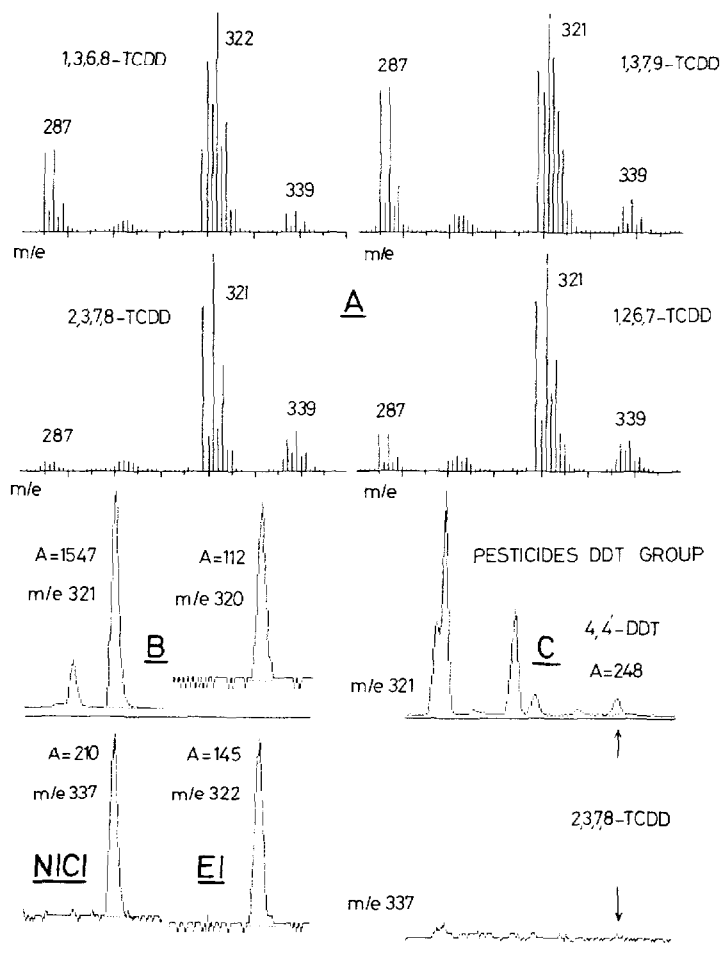 322
1,3,6,8-TCDD
287
339
m/e
321
1,3,7,9-TCDD
287
339
m/e
A
321
2,3,7,8-TCDD
287
339
m/e
321
1,2,6,7-TCDD
287
339
m/e
A=1547
m/e 321
B
A=112
m/e 320
PESTICIDES DDT GROUP
4,4'-DDT
C
A=248
m/e 321
A=210
m/e 337
NICI
A=145
m/e 322
EI
2,3,7,8-TCDD
m/e 337